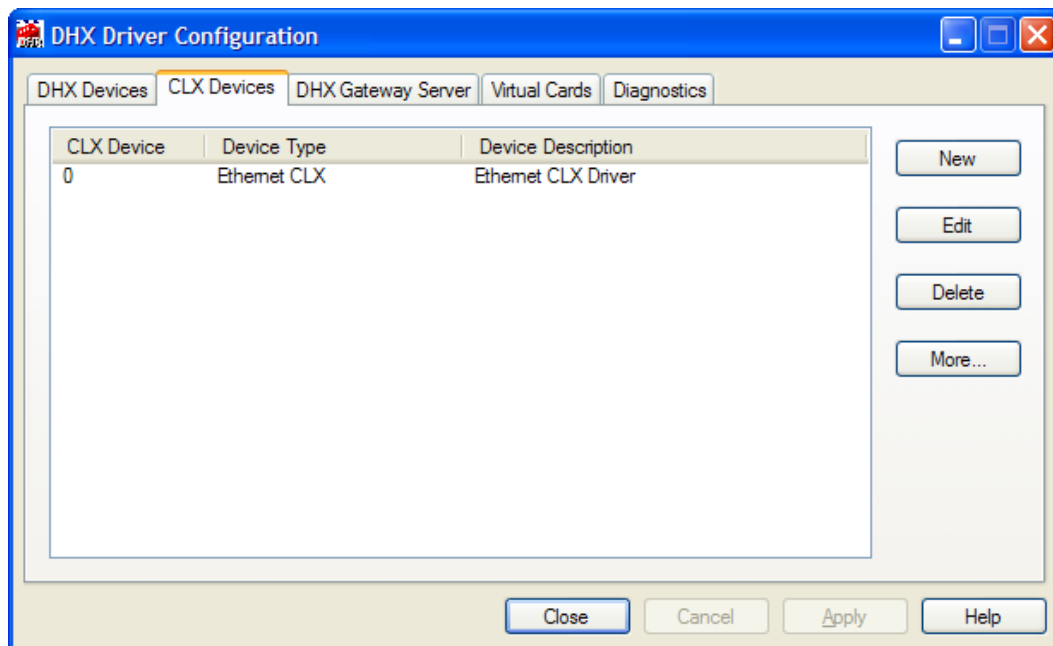 DHX Driver Configuration
DHX Devices CLX Devices DHX Gateway Server Virtual Cards Diagnostics
CLX Device Device Type Device Description
0 Ethernet CLX Ethernet CLX Driver
New
Edit
Delete
More...
Close Cancel Apply Help